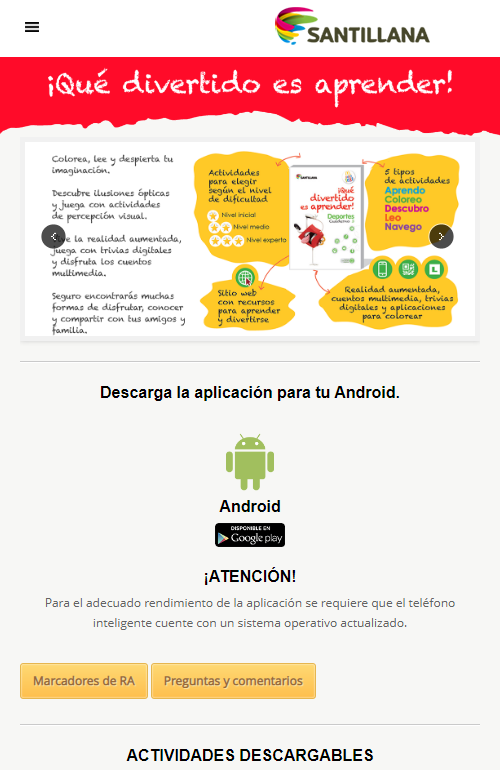 SANTILLANA
¡Qué divertido es aprender!
Colorea, lee y despierta tu
imaginación.
Descubre ilusiones ópticas
y juega con actividades
de percepción visual.
la realidad aumentada,
juega con trivias digitales
y disfruta los cuentos
multimedia.
Seguro encontrarás muchas
formas de disfrutar, conocer
y compartir con tus amigos y
familia.
Actividades
para elegir
según el nivel
de dificultad
Nivel inicial
Nivel medio
Nivel experto
Sitio web
con recursos
para aprender
y divertirse
SANTILLANA
¡Qué
divertido
es aprender!
Deportes
Cuaderno
5 tipos
de actividades
Aprendo
Coloreo
Descubro
Leo
Navego
Realidad aumentada,
cuentos multimedia, trivias
digitales y aplicaciones
para colorear
Descarga la aplicación para tu Android.
Android
DISPONIBLE EN
Google play
¡ATENCIÓN!
Para el adecuado rendimiento de la aplicación se requiere que el teléfono
inteligente cuente con un sistema operativo actualizado.
Marcadores de RA
Preguntas y comentarios
ACTIVIDADES DESCARGABLES